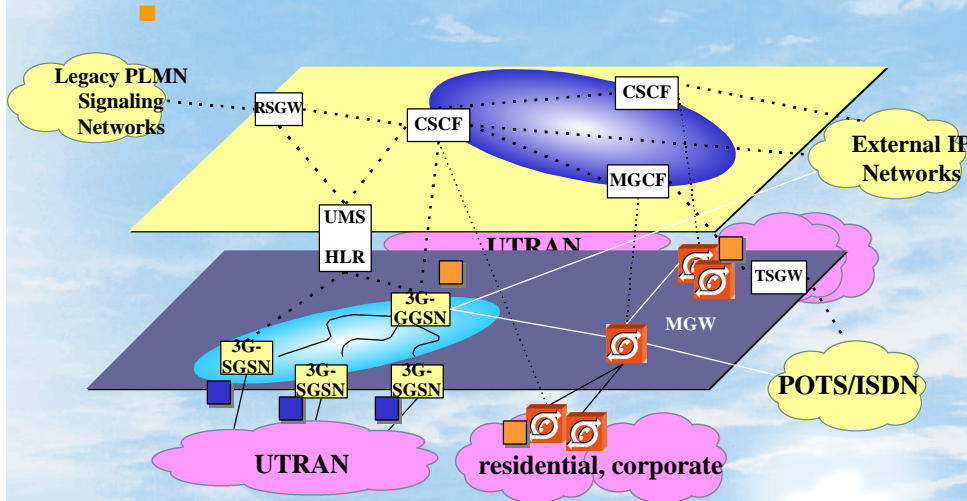 Legacy PLMN
Signaling
Networks
RSGW
CSCF
CSCF
External IP
Networks
MGCF
UMS
HLR
UTRAN
TSGW
3G-
GGSN
MGW
3G-
SGSN
3G-
SGSN
3G-
SGSN
POTS/ISDN
UTRAN
residential, corporate